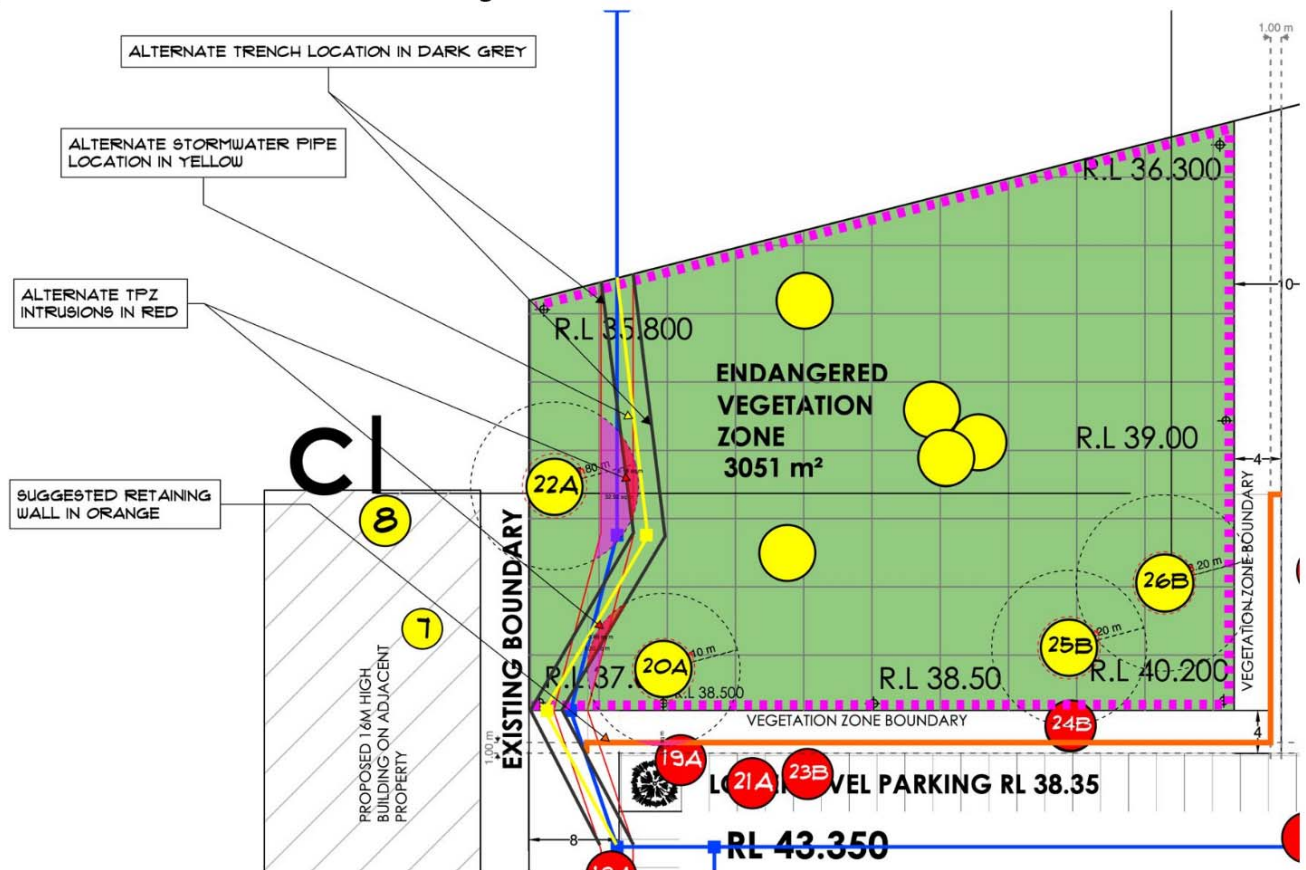 1.00 m
ALTERNATE TRENCH LOCATION IN DARK GREY
ALTERNATE STORMWATER PIPE
LOCATION IN YELLOW
R.L 36.300
ALTERNATE TPZ
INTRUSIONS IN RED
R.L 35.800
ENDANGERED
VEGETATION
ZONE
3051 m²
R.L 39.00
4
CI
22A
SUGGESTED RETAINING
WALL IN ORANGE
8
7
EXISTING BOUNDARY
PROPOSED 16M HIGH
BUILDING ON ADJACENT
PROPERTY
26B
VEGETATION ZONE BOUNDARY
25B
20A
R.L 40.200
R.L 38.50
R.L 38.500
VEGETATION ZONE BOUNDARY
24B
4
1.00 m
19A
21A
23B
LEVEL PARKING RL 38.35
8
RL 43.350